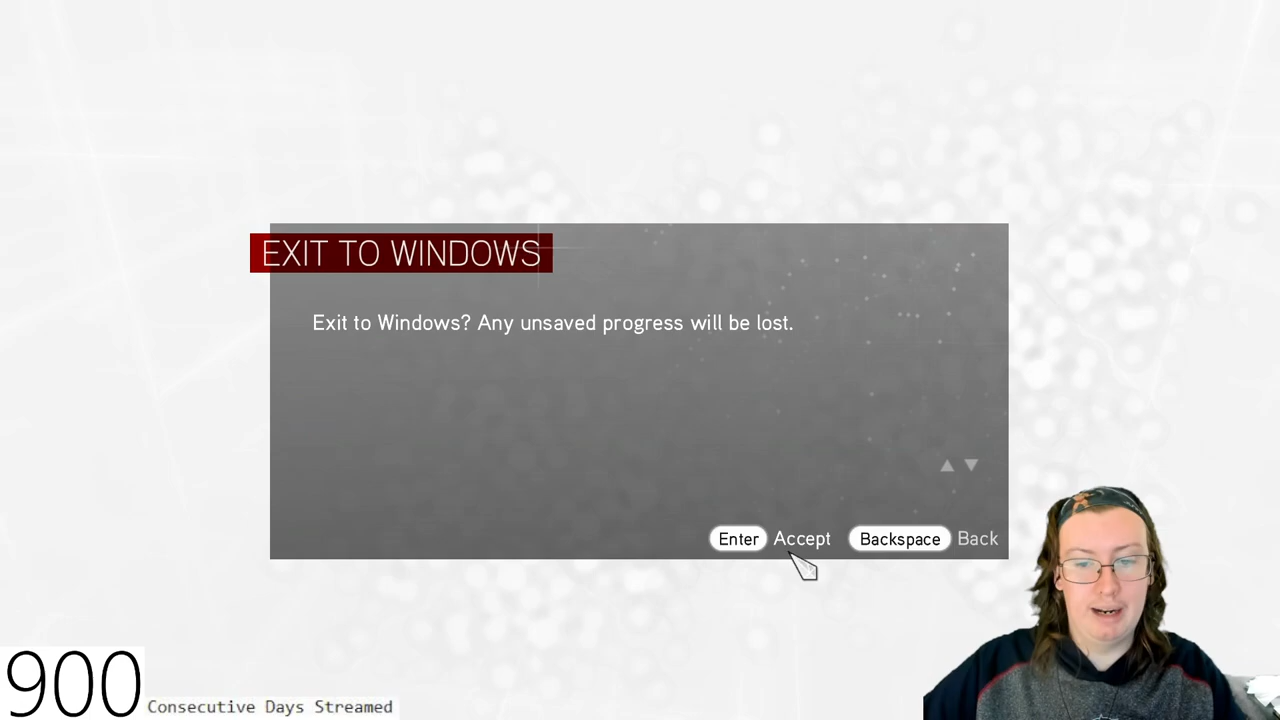 EXIT TO WINDOWS
Exit to Windows? Any unsaved progress will be lost.
Enter Accept Backspace Back
900 Consecutive Days Streamed